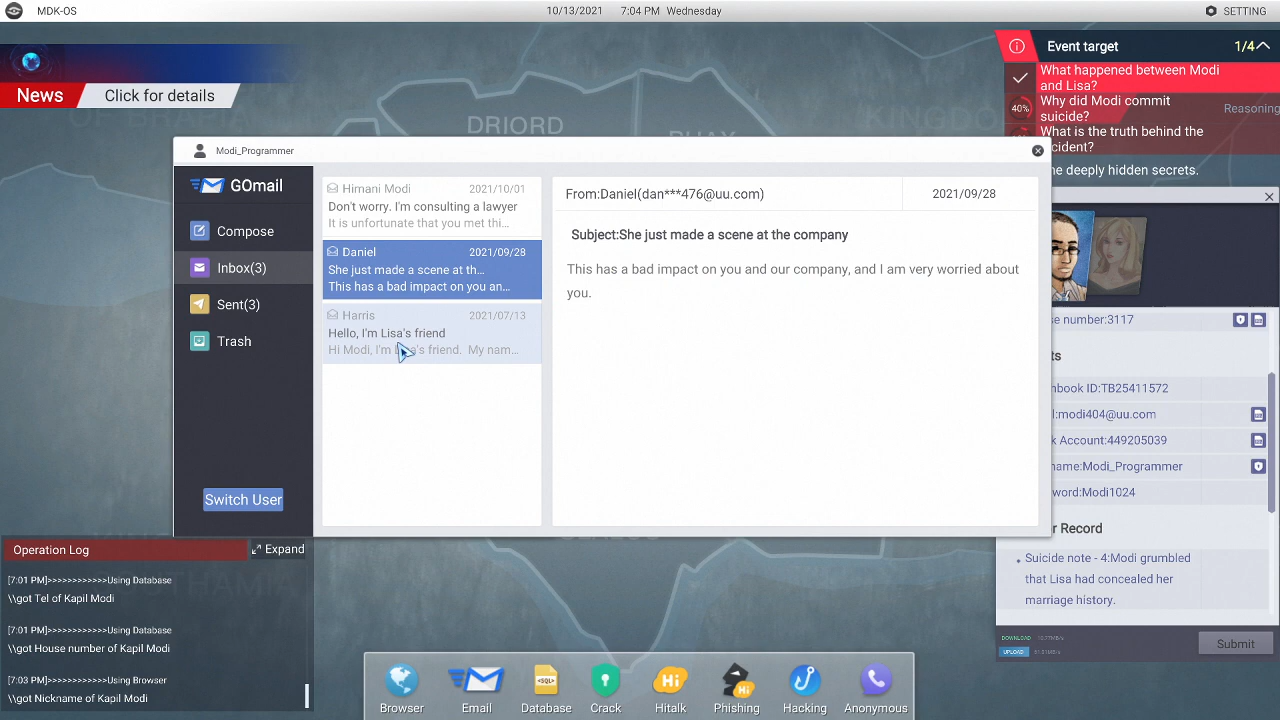 MDK-OS
10/13/2021 7:04 PM Wednesday
SETTING
News
Click for details
DRIORD
Event target
1/4
What happened between Modi
and Lisa?
40%
Why did Modi commit
suicide?
Reasoning
What is the truth behind the
cident?
he deeply hidden secrets.
Modi_Programmer
GOmail
Compose
Inbox(3)
Sent(3)
Trash
Switch User
Himani Modi 2021/10/01
Don't worry. I'm consulting a lawyer
It is unfortunate that you met thi...
Daniel 2021/09/28
She just made a scene at th...
This has a bad impact on you an...
Harris 2021/07/13
Hello, I'm Lisa's friend
Hi Modi, I'm L a's friend. My nam...
From:Daniel(dan***476@uu.com) 2021/09/28
Subject:She just made a scene at the company
This has a bad impact on you and our company, and I am very worried about
you.
se number:3117
ts
nbook ID:TB25411572
l:modi404@uu.com
k Account:449205039
name:Modi_Programmer
word:Modi1024
r Record
Suicide note - 4:Modi grumbled
that Lisa had concealed her
marriage history.
DOWNLOAD
UPLOAD
Submit
Operation Log
Expand
[7:01 PM]>>>>>>>>>>>>Using Database
\\got Tel of Kapil Modi
[7:01 PM]>>>>>>>>>>>>Using Database
\\got House number of Kapil Modi
[7:03 PM]>>>>>>>>>>>>Using Browser
\\got Nickname of Kapil Modi
Browser
Email
SQL
Database
Crack
Hi
Hitalk
Hi
Phishing
Hacking
Anonymous